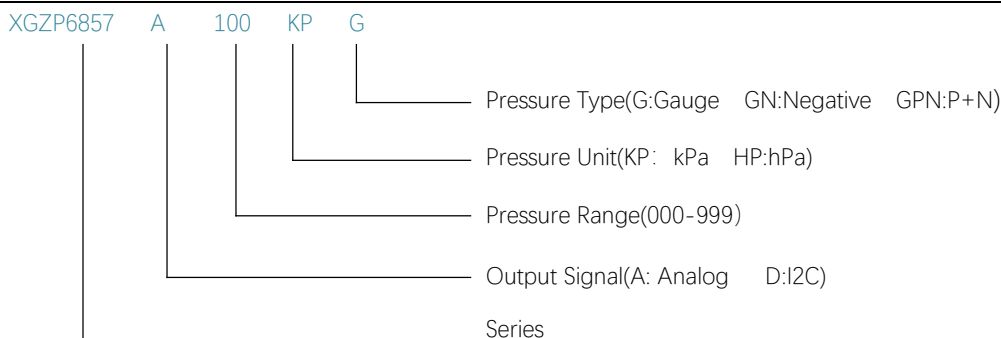 XGZP6857 A 100 KP G
Pressure Type(G:Gauge GN:Negative GPN:P+N)
Pressure Unit(KP： kPa HP:hPa)
Pressure Range(000-999）
Output Signal(A: Analog D:I2C)
Series